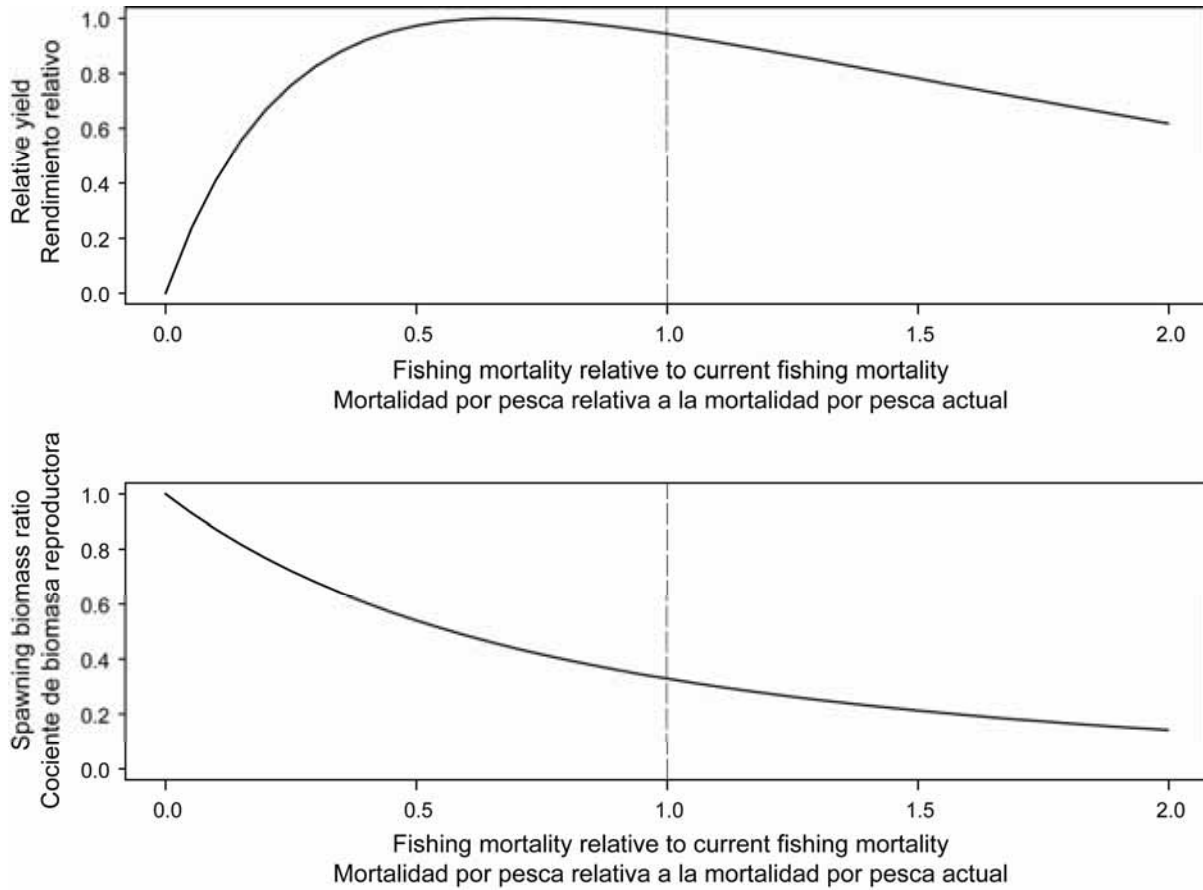 Relative yield
Rendimiento relativo
1.0
0.8
0.6
0.4
0.2
0.0
0.0 0.5 1.0 1.5 2.0
Fishing mortality relative to current fishing mortality
Mortalidad por pesca relativa a la mortalidad por pesca actual
Spawning biomass ratio
Cociente de biomasa reproductora
1.0
0.8
0.6
0.4
0.2
0.0
0.0 0.5 1.0 1.5 2.0
Fishing mortality relative to current fishing mortality
Mortalidad por pesca relativa a la mortalidad por pesca actual